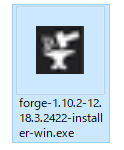 forge-1.10.2-12.
18.3.2422-install
er-win.exe